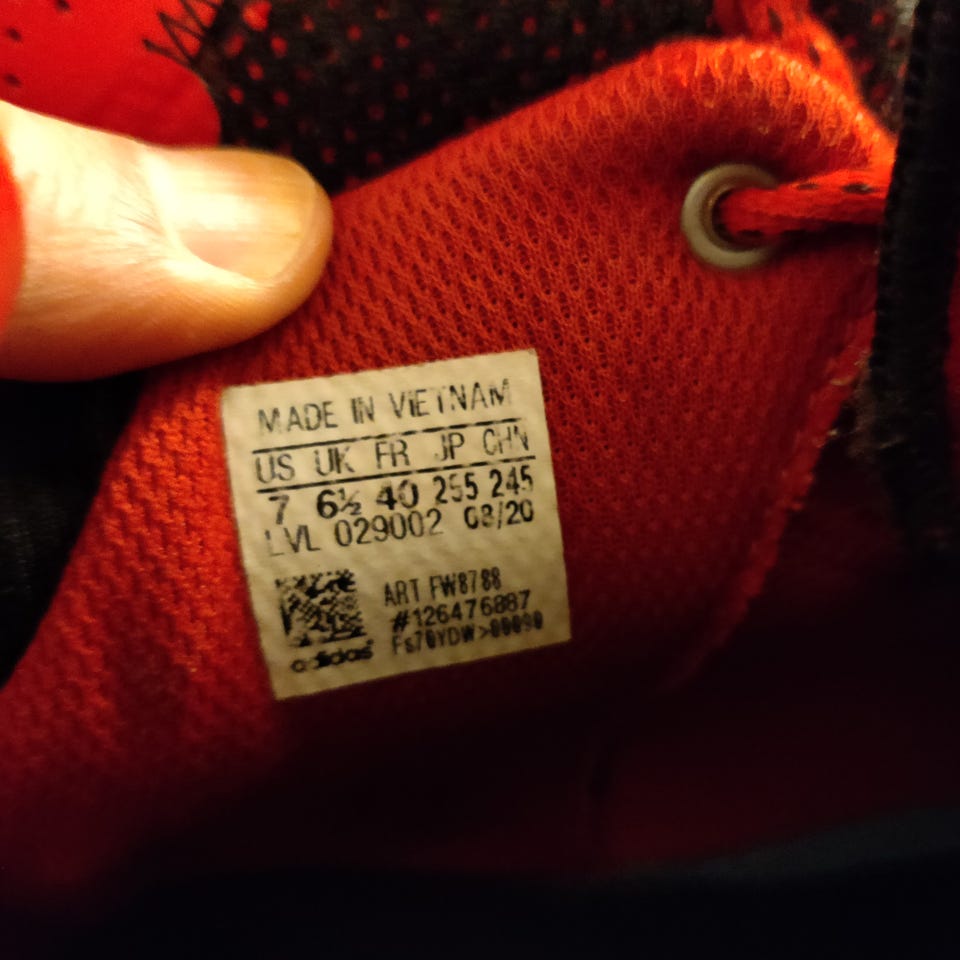 MADE IN VIETNAM
US UK FR JP CHN
7 6½ 40 255 245
LVL 029002 08/20
ART FW8788
#126476887
adidas